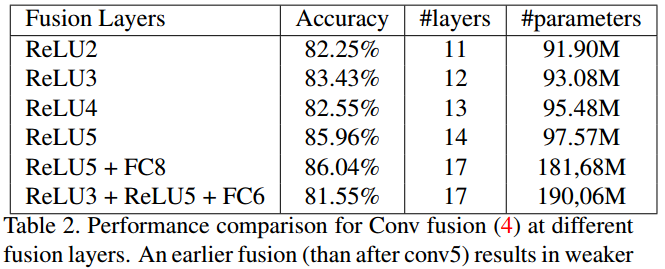 Fusion Layers Accuracy #layers #parameters
ReLU2 82.25% 11 91.90M
ReLU3 83.43% 12 93.08M
ReLU4 82.55% 13 95.48M
ReLU5 85.96% 14 97.57M
ReLU5 + FC8 86.04% 17 181,68M
ReLU3 + ReLU5 + FC6 81.55% 17 190,06M
Table 2. Performance comparison for Conv fusion (4) at different
fusion layers. An earlier fusion (than after conv5) results in weaker